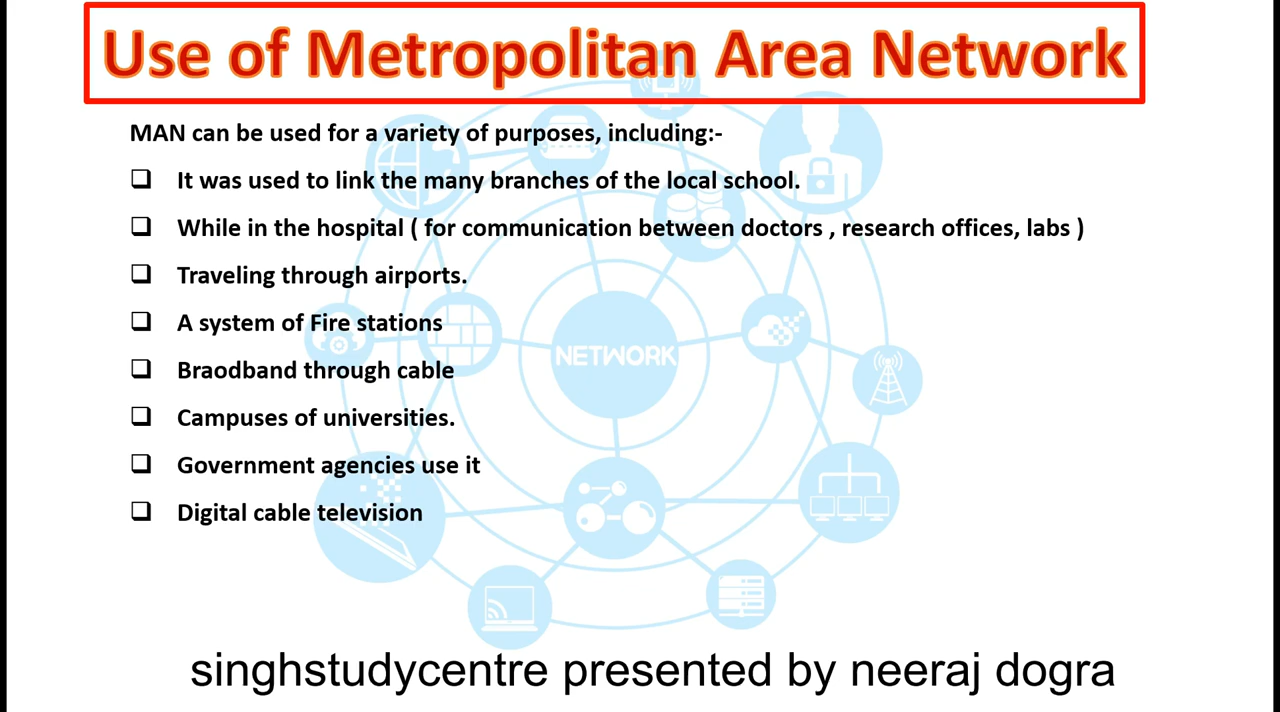 Use of Metropolitan Area Network
MAN can be used for a variety of purposes, including:-
It was used to link the many branches of the local school.
While in the hospital ( for communication between doctors , research offices, labs )
Traveling through airports.
A system of Fire stations
Braodband through cable
Campuses of universities.
Government agencies use it
Digital cable television
NETWORK
singhstudycentre presented by neeraj dogra